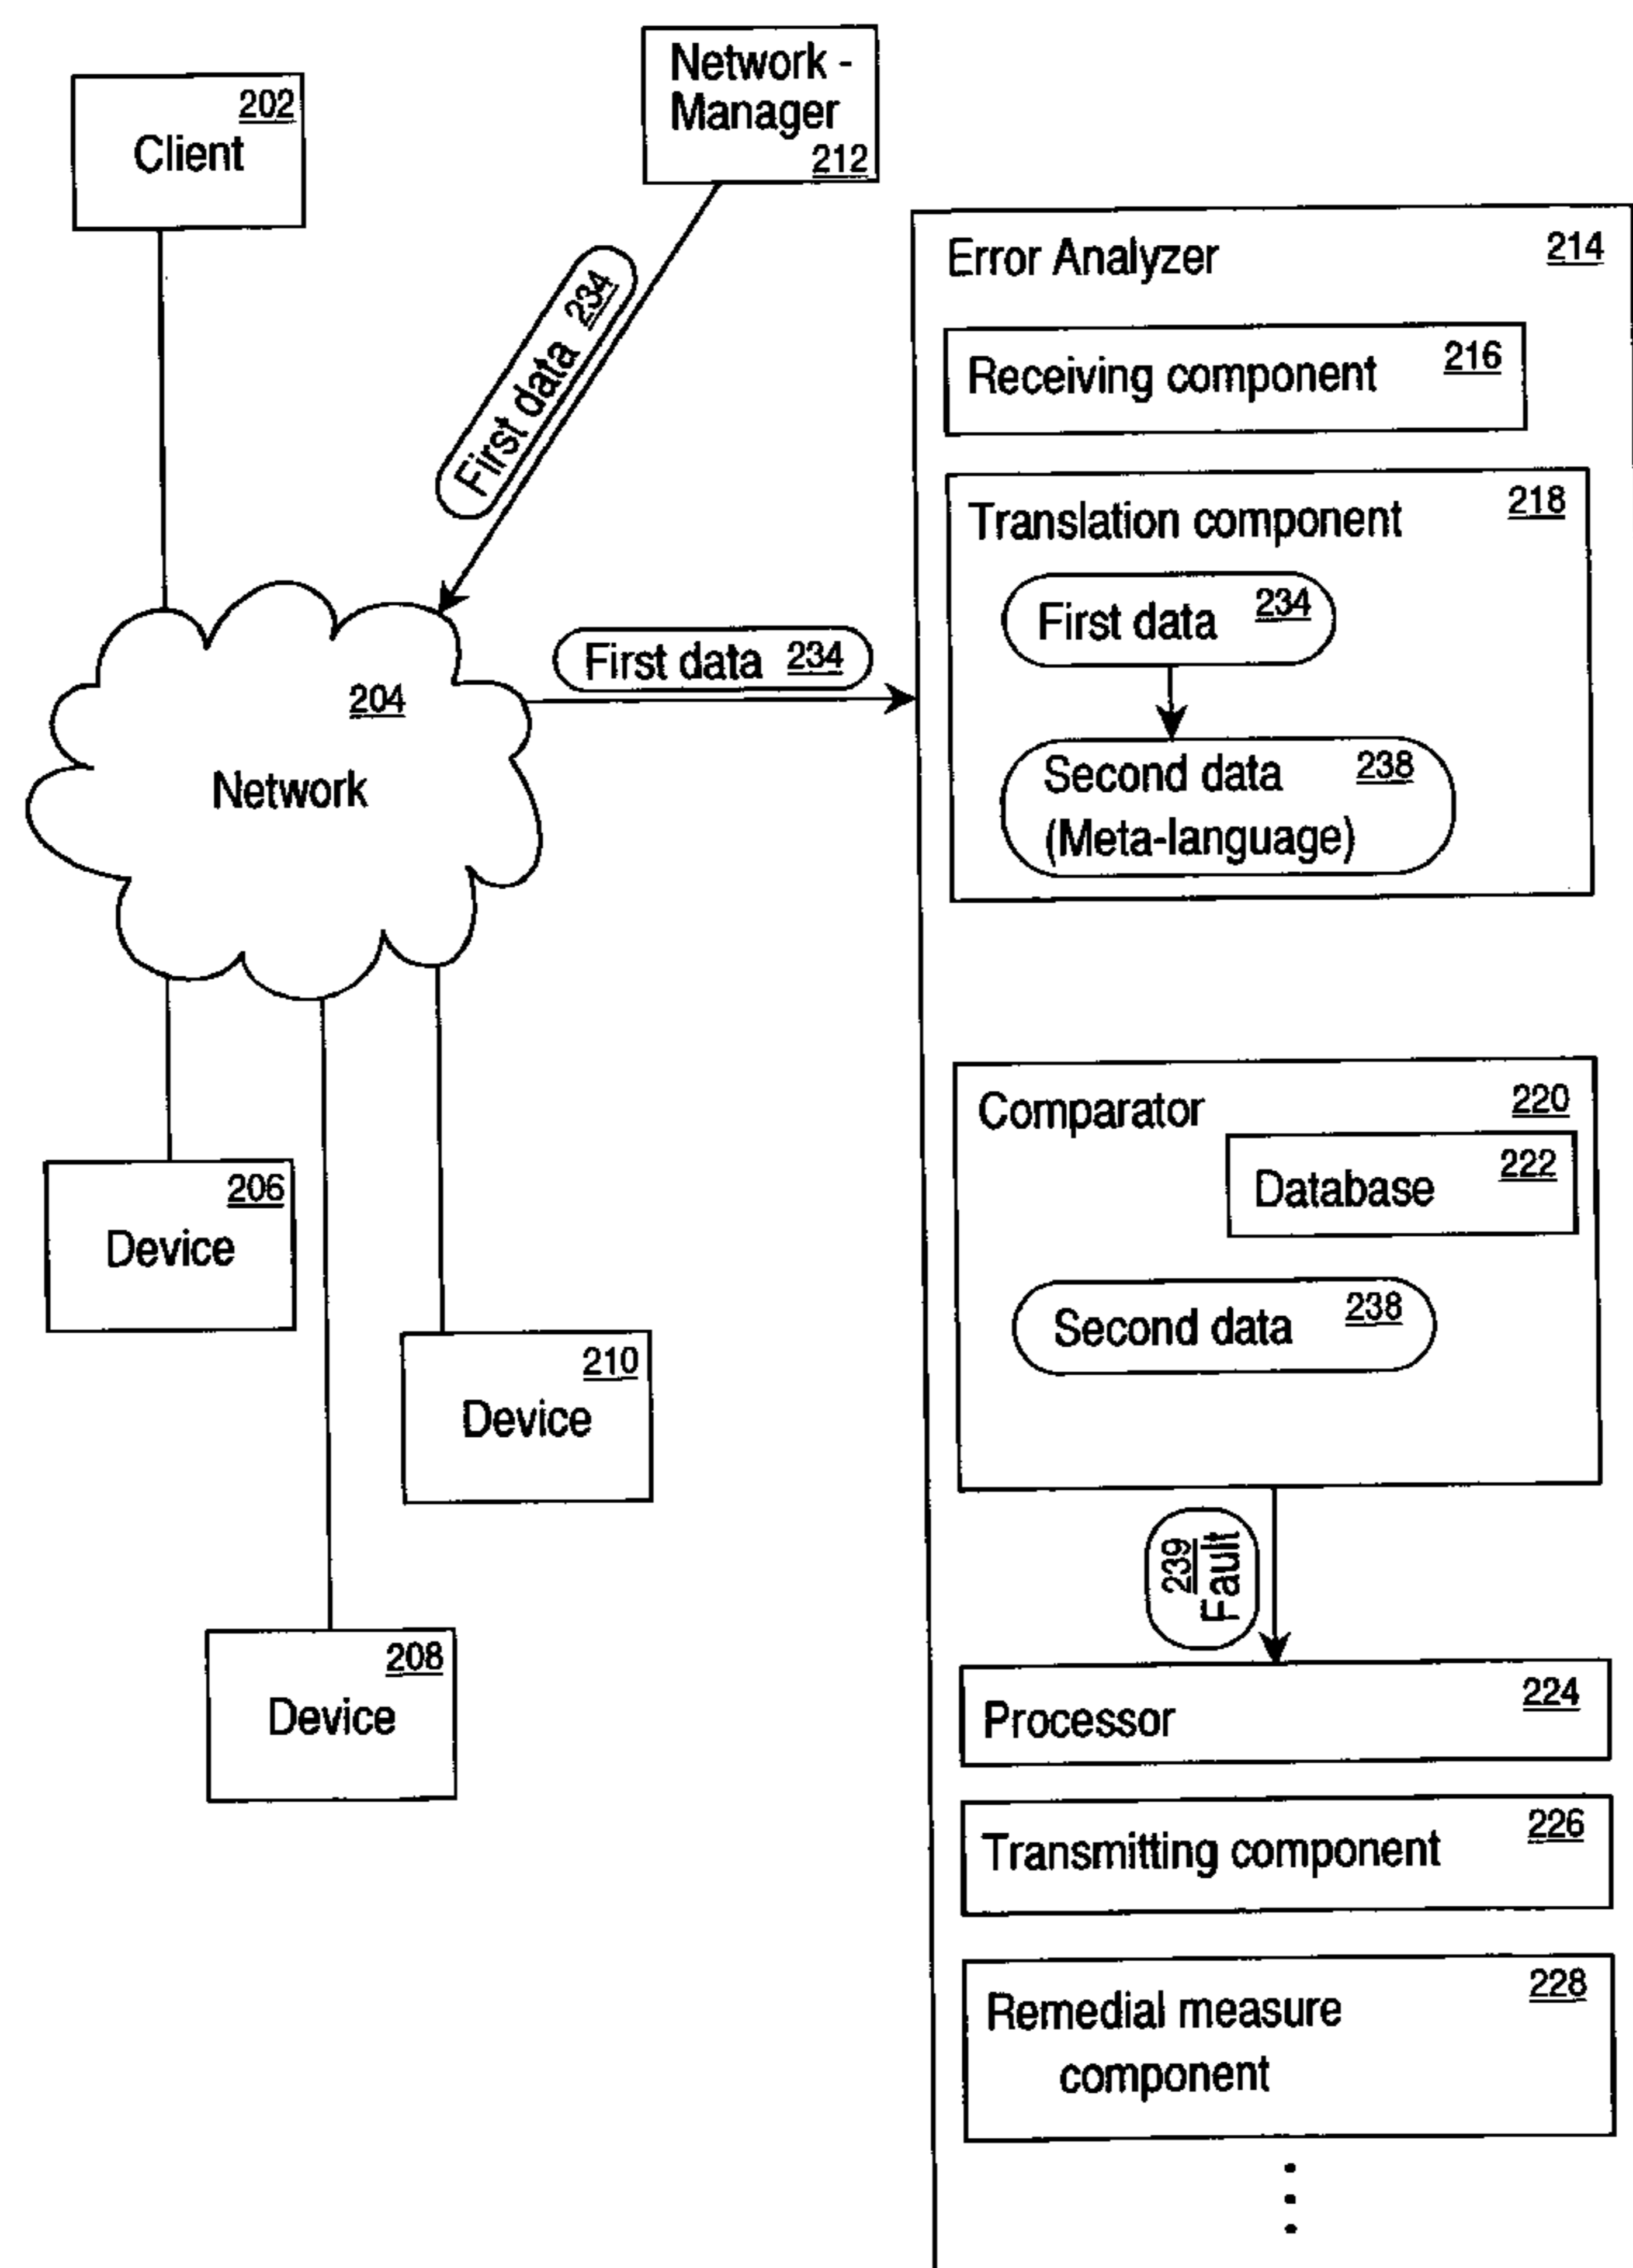 202
Client
Network -
Manager
212
First data 234
204
Network
First data 234
206
Device
210
Device
208
Device
Error Analyzer 214
Receiving component 216
Translation component 218
First data 234
Second data 238
(Meta-language)
Comparator 220
Database 222
Second data 238
239
Fault
Processor 224
Transmitting component 226
Remedial measure 228
component